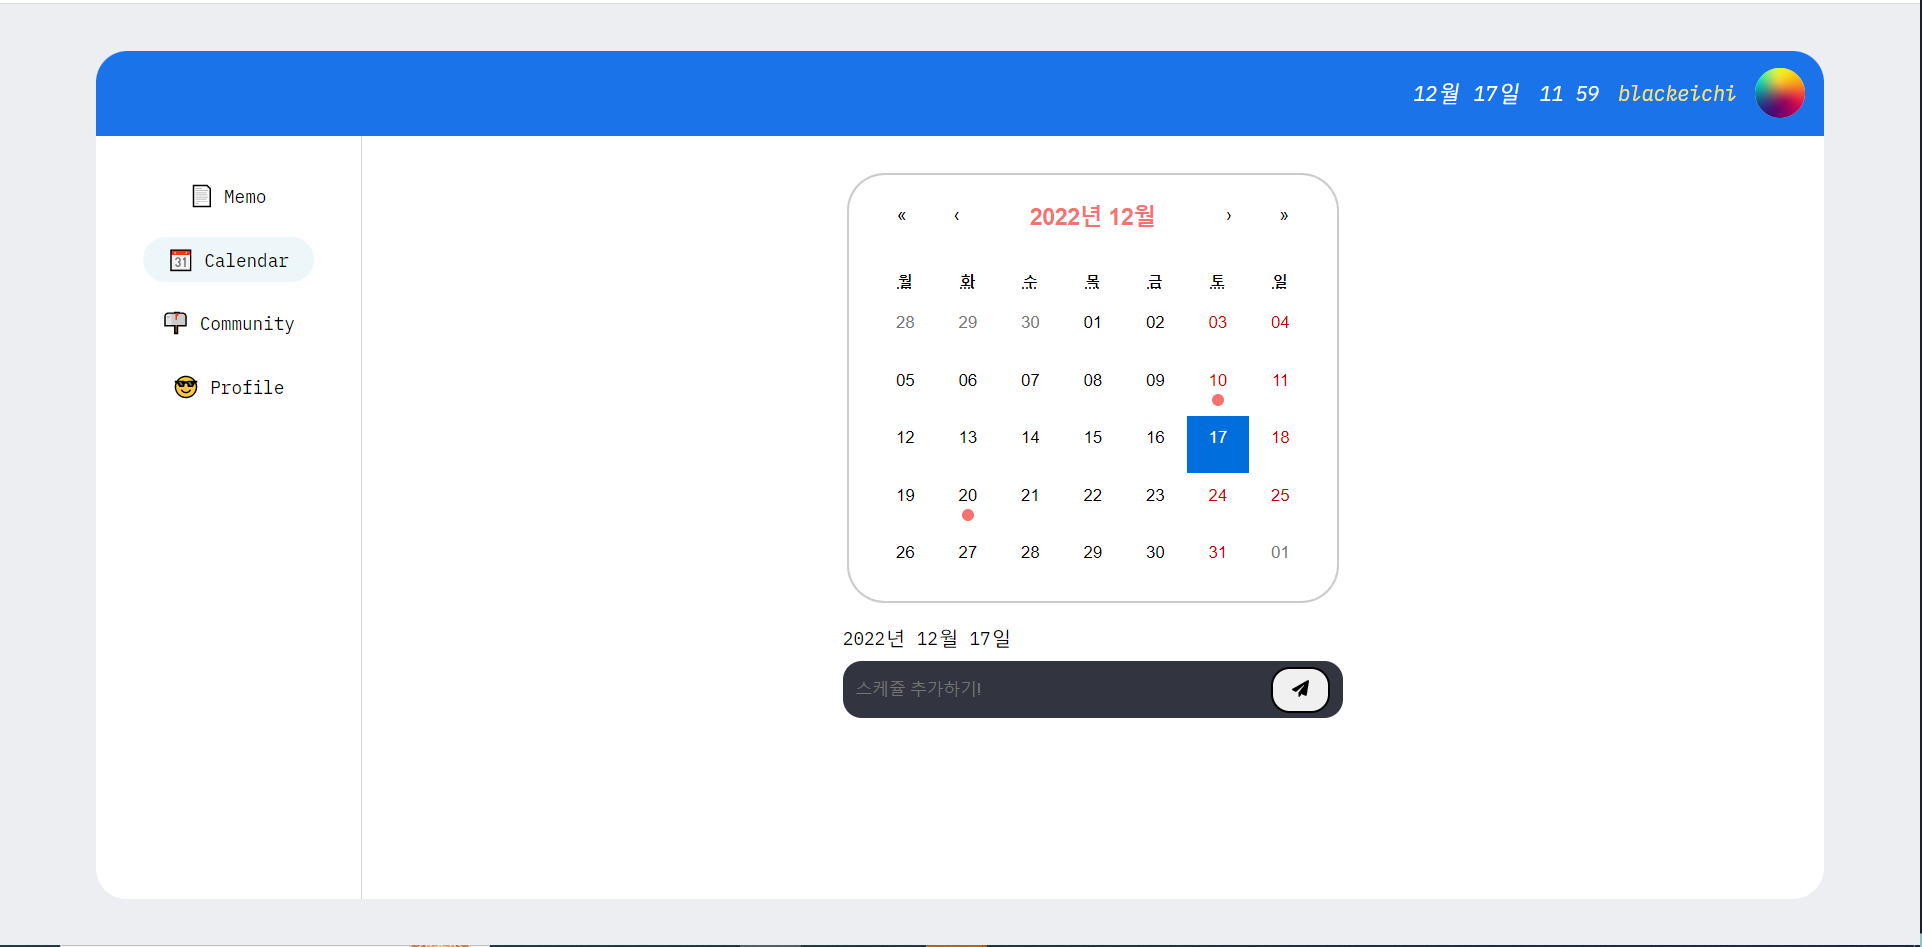 12월 17일 11 59 blackeichi
Memo
Calendar
Community
Profile
« ‹ 2022년 12월 › »
월 화 수 목 금 토 일
28 29 30 01 02 03 04
05 06 07 08 09 10 11
12 13 14 15 16 17 18
19 20 21 22 23 24 25
26 27 28 29 30 31 01
2022년 12월 17일
스케쥴 추가하기!